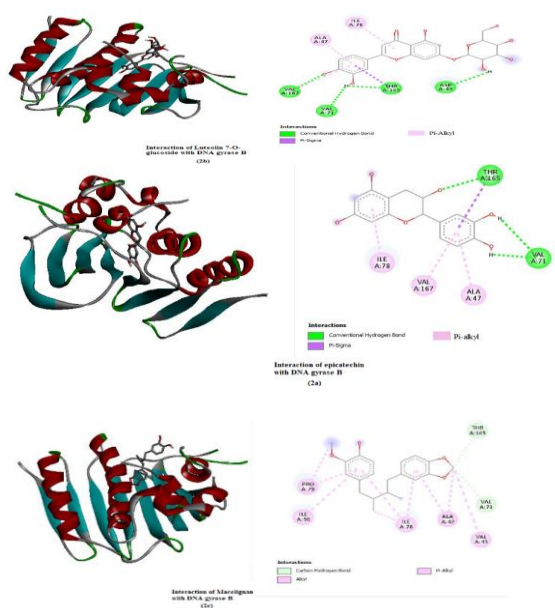 ILE
A:78
ALA
A:47
VAL
A:167
VAL
A:71
THR
A:165
Interactions
Conventional Hydrogen Bond
Pi-Sigma
Pi-Alkyl
Interaction of Luteolin 7-O-
glucoside with DNA gyrase B
(2b)
THR
A:165
ILE
A:78
VAL
A:167
ALA
A:47
VAL
A:71
Interactions
Conventional Hydrogen Bond
Pi-Sigma
Pi-alkyl
Interaction of epicatechin
with DNA gyrase B
(2a)
THR
A:165
PRO
A:79
ILE
ILE
A:78
ALA
A:47
VAL
A:71
VAL
A:43
Interactions
Carbon Hydrogen Bond
Alkyl
Pi-Alkyl
Interaction of Macelignan
with DNA gyrase B
(2c)